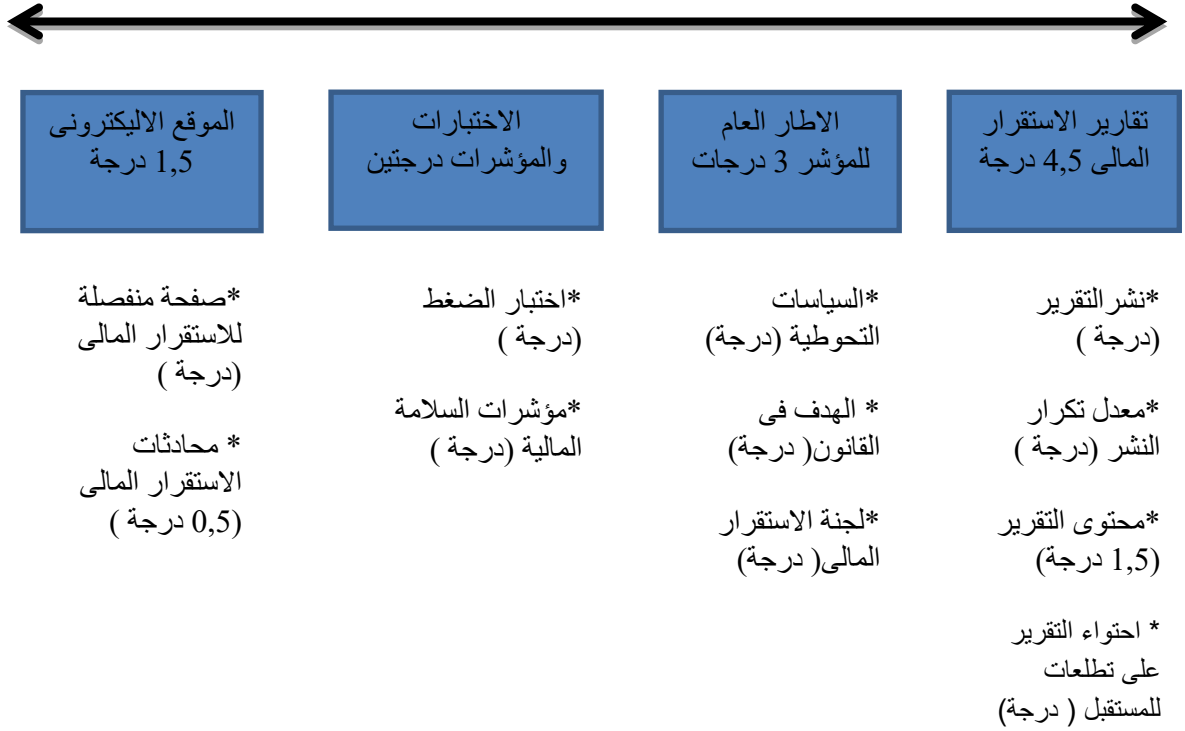 تقارير الاستقرار
المالى 4,5 درجة
*نشرالتقرير
(درجة )
*معدل تكرار
النشر (درجة )
*محتوى التقرير
(1,5 درجة)
* احتواء التقرير
على تطلعات
للمستقبل ( درجة)
الاطار العام
للمؤشر 3 درجات
*السياسات
التحوطية (درجة)
* الهدف فى
القانون( درجة)
*لجنة الاستقرار
المالى( درجة)
الاختبارات
والمؤشرات درجتين
*اختبار الضغط
(درجة )
*مؤشرات السلامة
المالية (درجة )
الموقع الاليكترونى
1,5 درجة
*صفحة منفصلة
للاستقرار المالى
(درجة )
* محادثات
الاستقرار المالى
(0,5 درجة )